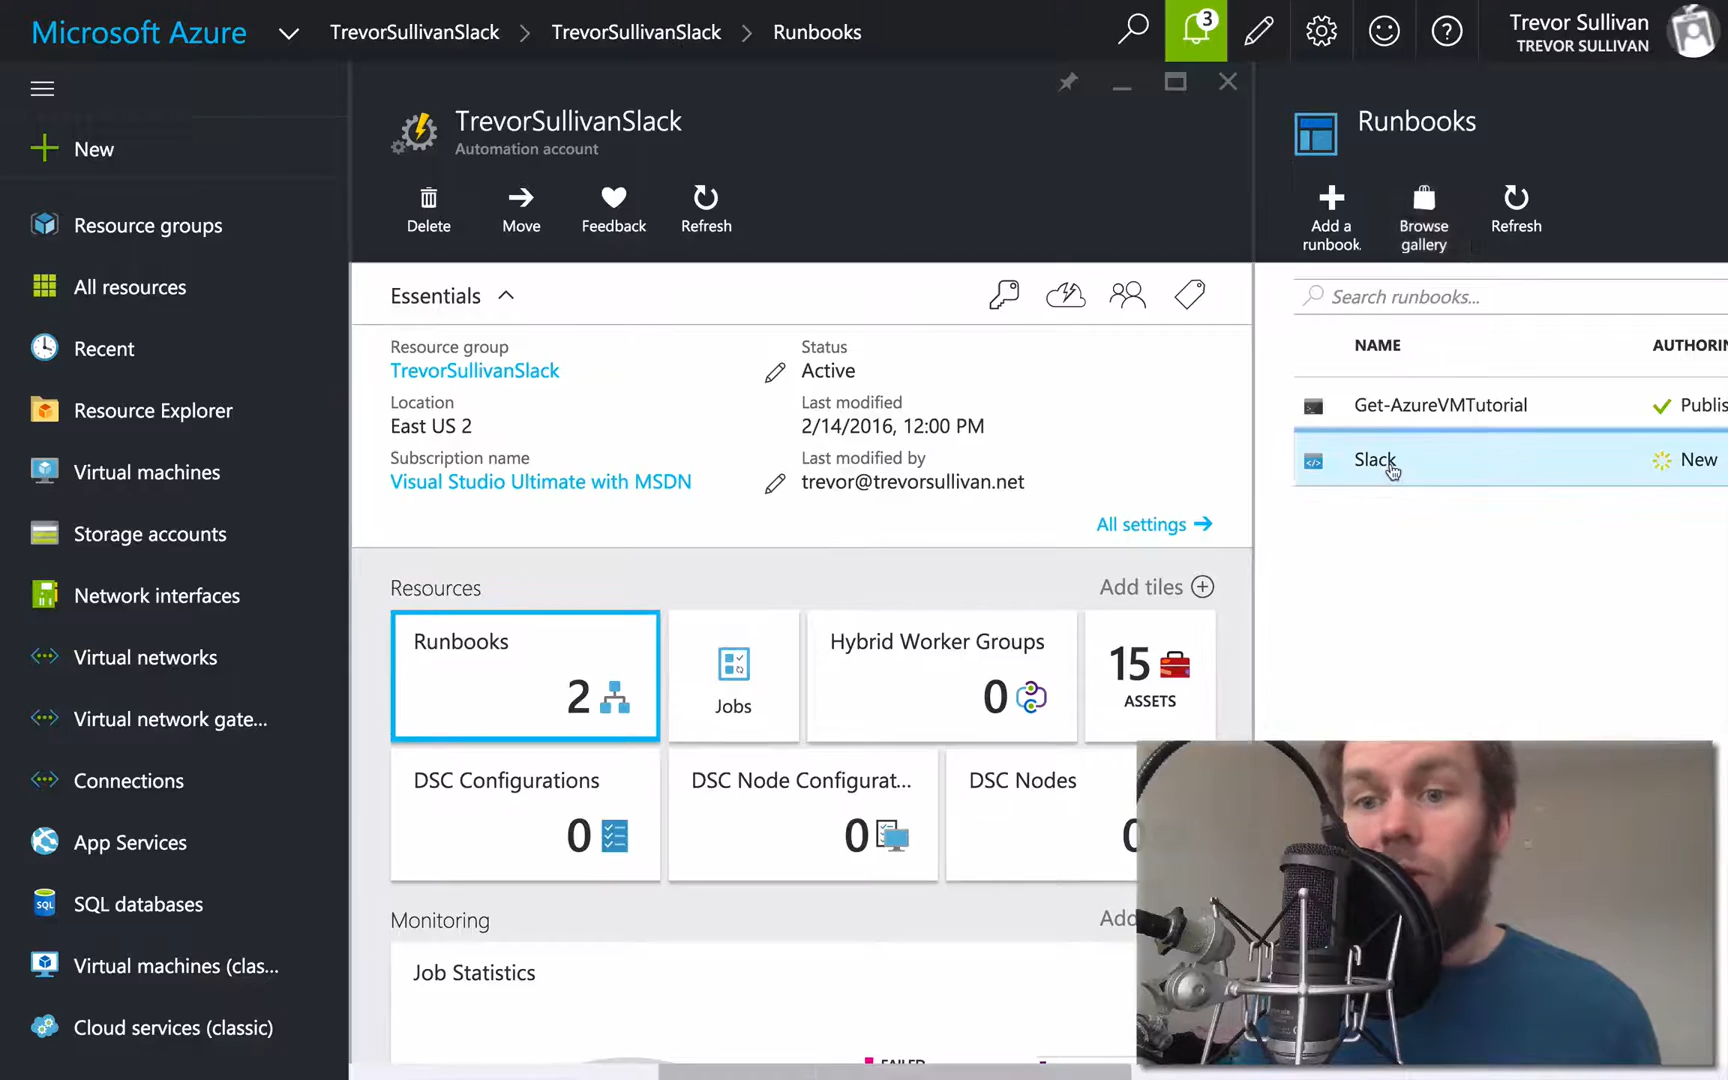 Microsoft Azure
TrevorSullivanSlack > TrevorSullivanSlack > Runbooks
3
Trevor Sullivan
TREVOR SULLIVAN
New
Resource groups
All resources
Recent
Resource Explorer
Virtual machines
Storage accounts
Network interfaces
Virtual networks
Virtual network gate...
Connections
App Services
SQL
SQL databases
Virtual machines (clas...
Cloud services (classic)
TrevorSullivanSlack
Automation account
Delete
Move
Feedback
Refresh
Essentials
Resource group
TrevorSullivanSlack
Location
East US 2
Subscription name
Visual Studio Ultimate with MSDN
Status
Active
Last modified
2/14/2016, 12:00 PM
Last modified by
trevor@trevorsullivan.net
All settings
Resources
Add tiles
Runbooks
2
Jobs
Hybrid Worker Groups
0
15
ASSETS
DSC Configurations
0
DSC Node Configurat...
0
DSC Nodes
0
Monitoring
Add
Job Statistics
FAILED
Runbooks
Add a runbook
Browse gallery
Refresh
Search runbooks...
NAME
AUTHORIN
Get-AzureVMTutorial
Publis
Slack
New